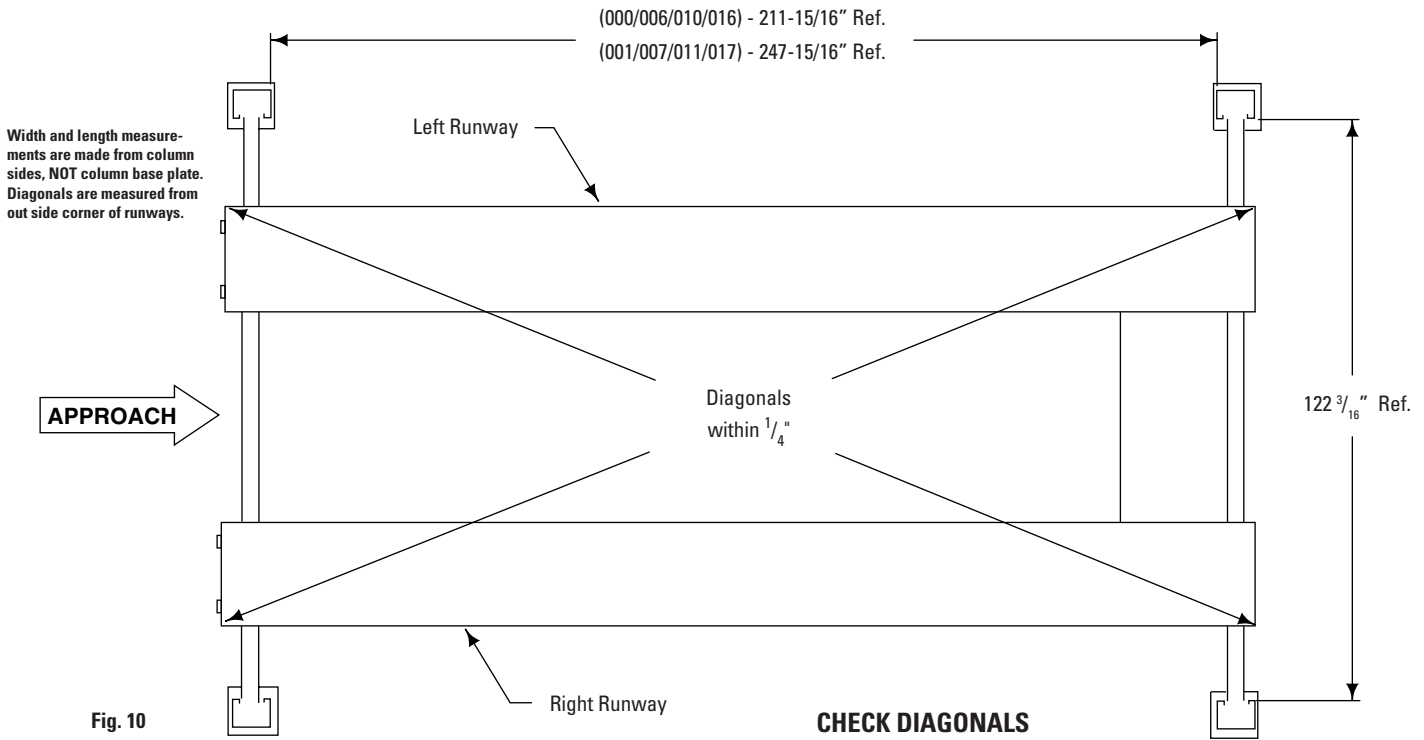 (000/006/010/016) - 211-15/16” Ref.
(001/007/011/017) - 247-15/16” Ref.
Width and length measure-
ments are made from column
sides, NOT column base plate.
Diagonals are measured from
out side corner of runways.
Left Runway
APPROACH
Diagonals
within 1/4"
122 3/16” Ref.
Right Runway
Fig. 10
CHECK DIAGONALS